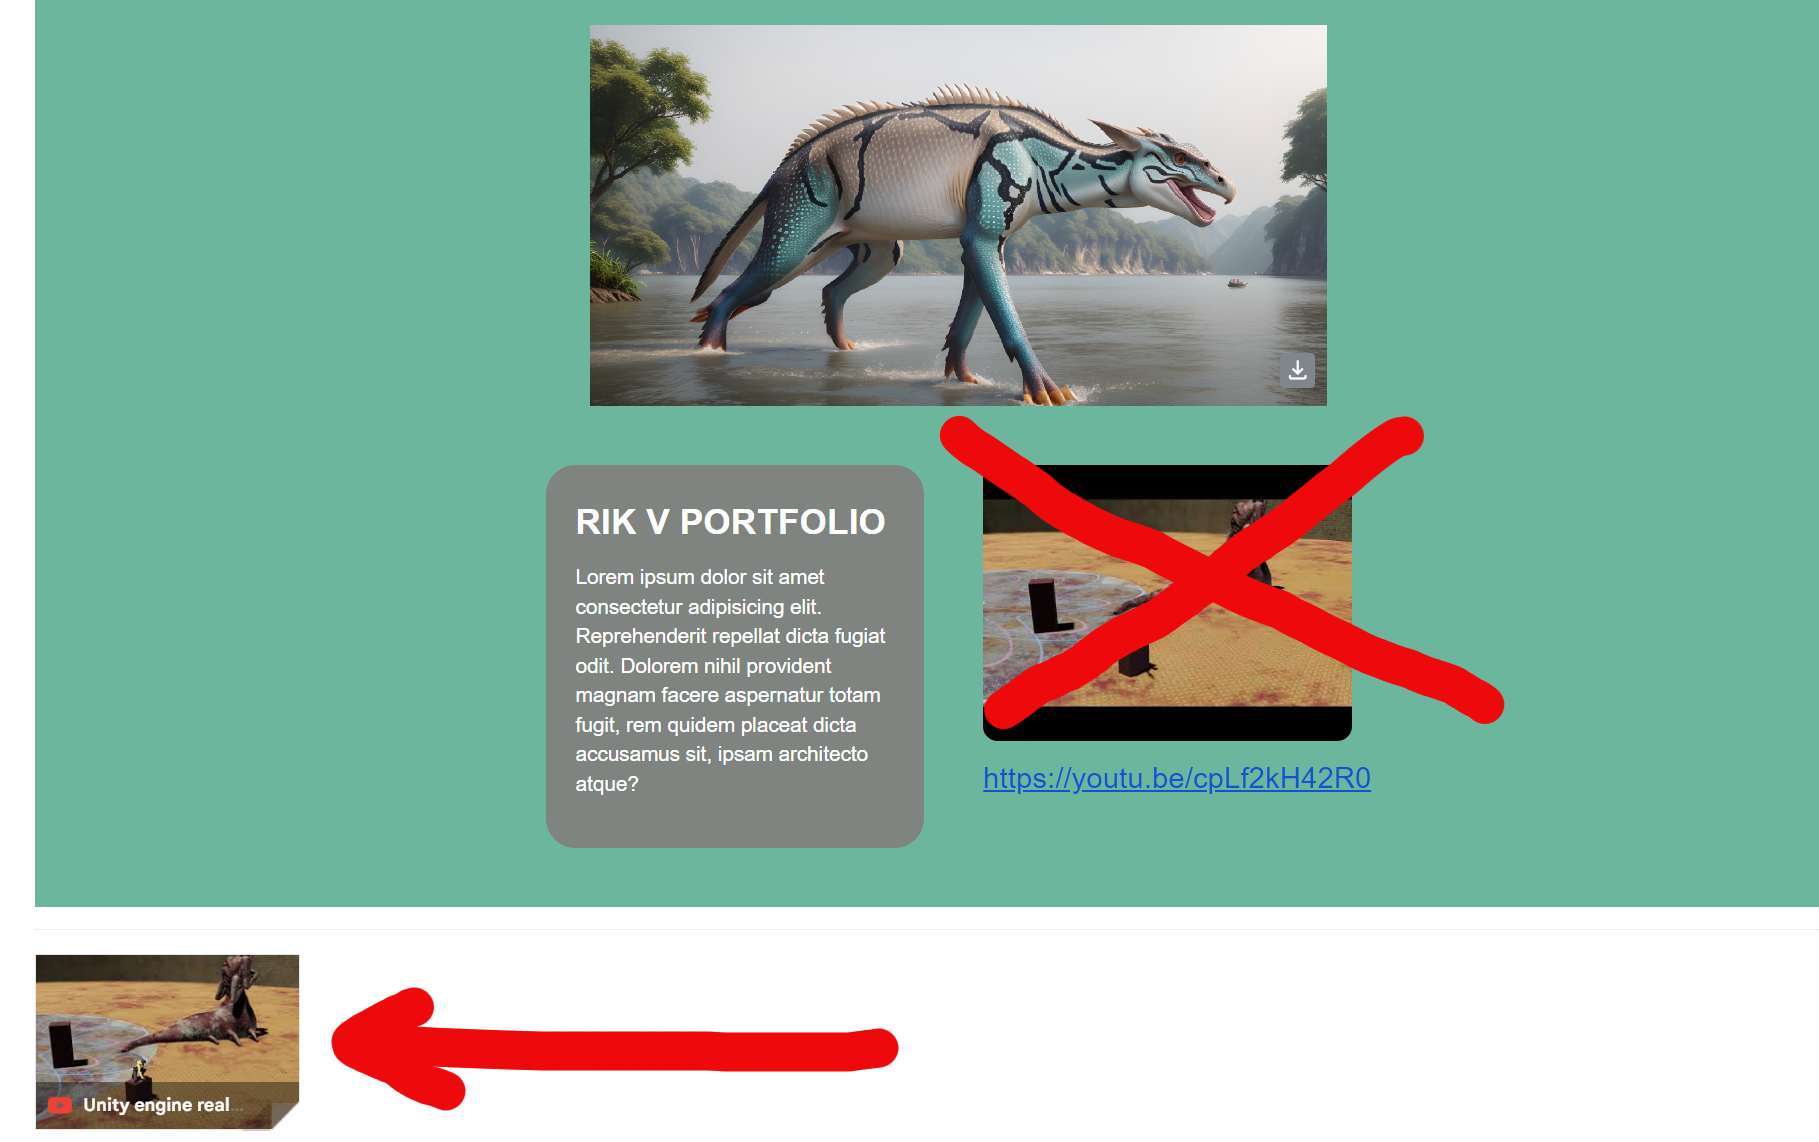 RIK V PORTFOLIO
Lorem ipsum dolor sit amet
consectetur adipisicing elit.
Reprehenderit repellat dicta fugiat
odit. Dolorem nihil provident
magnam facere aspernatur totam
fugit, rem quidem placeat dicta
accusamus sit, ipsam architecto
atque?
https://youtu.be/cpLf2kH42R0
Unity engine real...